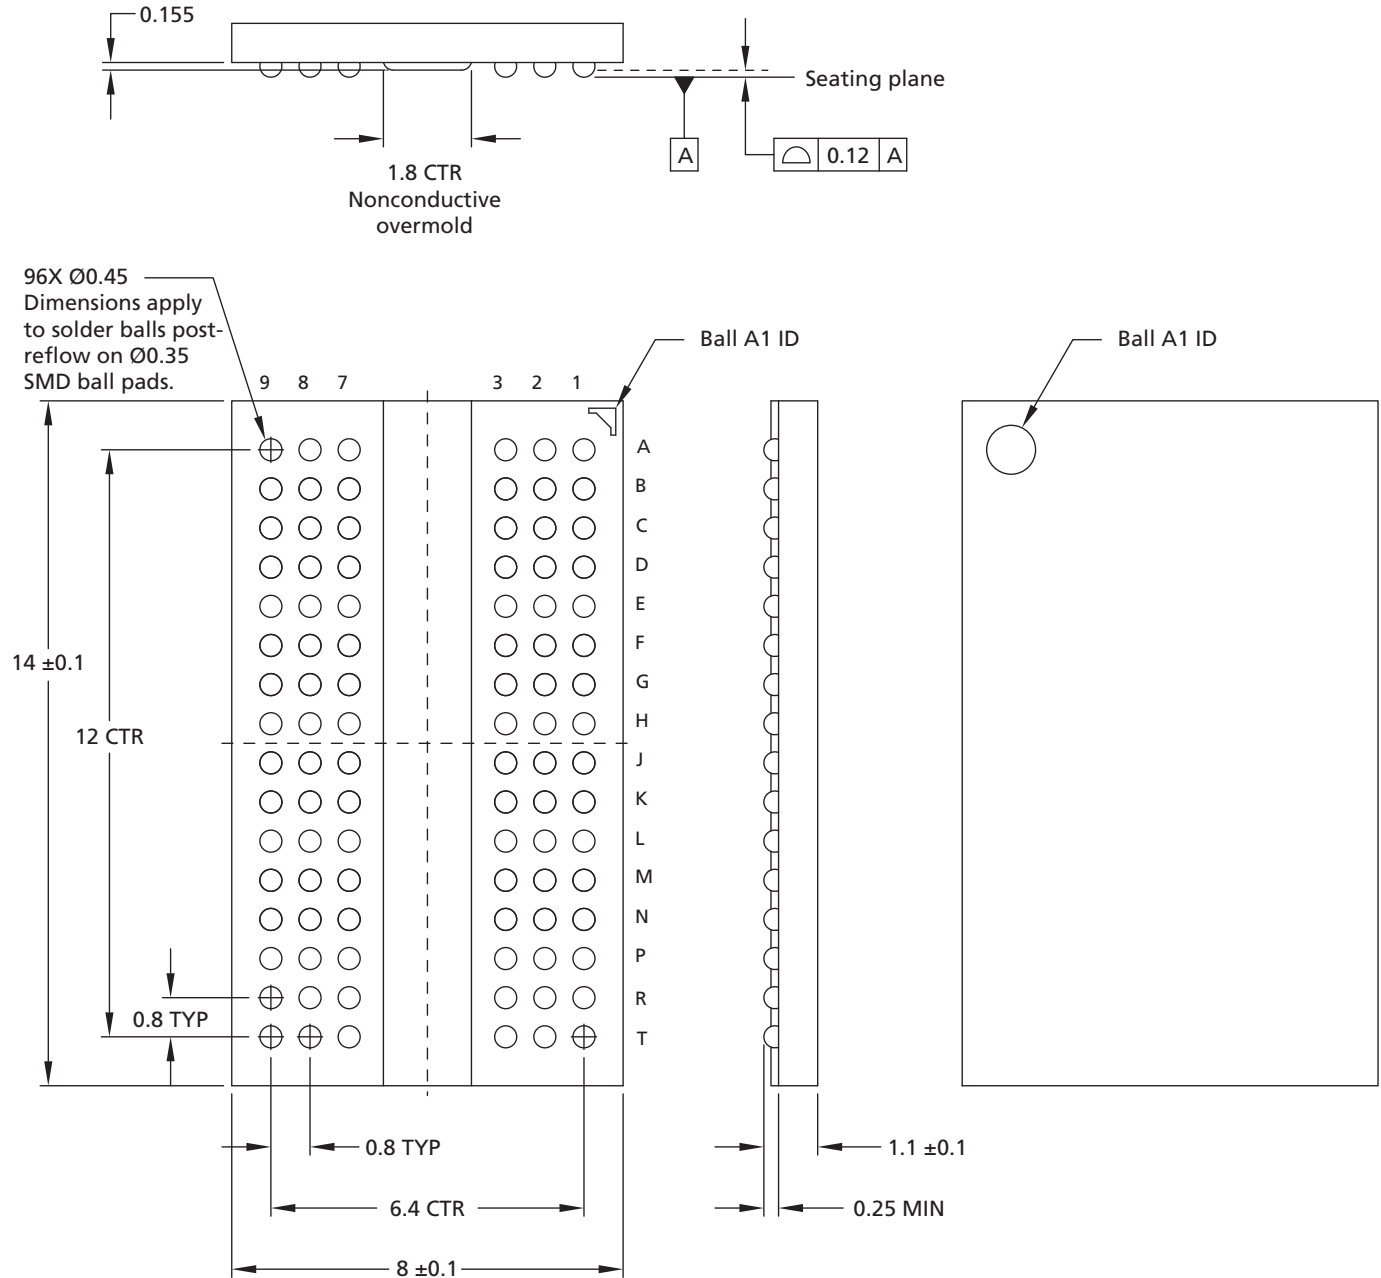 0.155
Seating plane
A
0.12 A
1.8 CTR
Nonconductive
overmold
96X Ø0.45
Dimensions apply
to solder balls post-
reflow on Ø0.35
SMD ball pads.
Ball A1 ID
Ball A1 ID
9 8 7 3 2 1
A
B
C
D
E
F
G
H
J
K
L
M
N
P
R
T
14 ±0.1
12 CTR
0.8 TYP
0.8 TYP
1.1 ±0.1
6.4 CTR
0.25 MIN
8 ±0.1